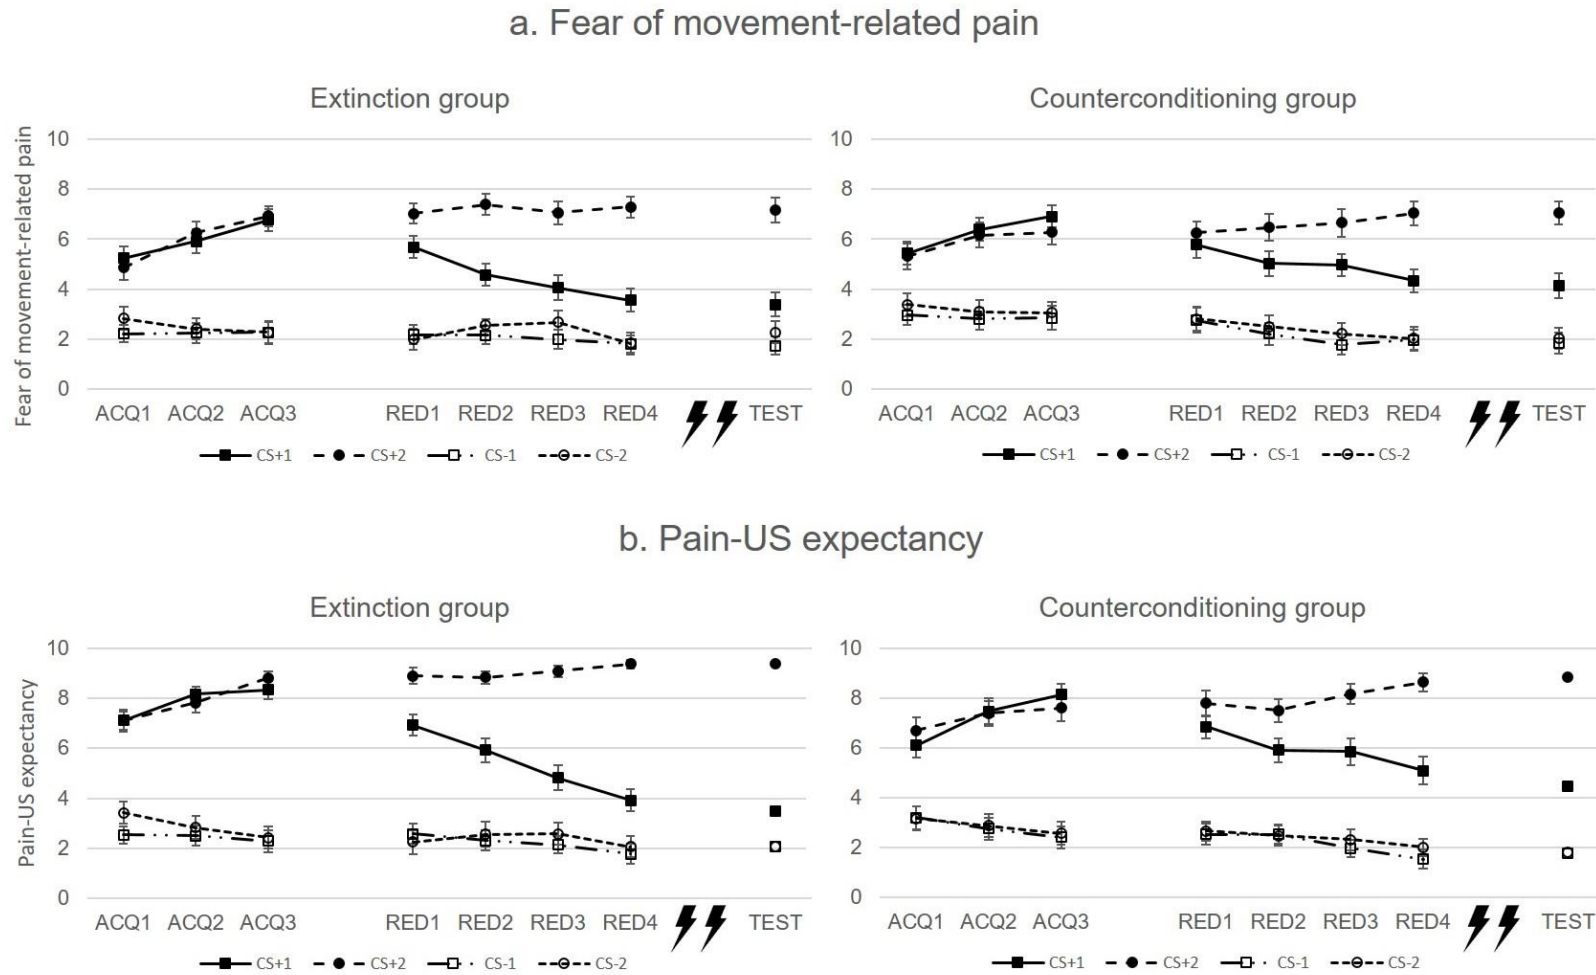 a. Fear of movement-related pain
Extinction group
Counterconditioning group
Fear of movement-related pain
10
8
6
4
2
0
ACQ1 ACQ2 ACQ3 RED1 RED2 RED3 RED4 TEST
CS+1 CS+2 CS-1 CS-2
10
8
6
4
2
0
ACQ1 ACQ2 ACQ3 RED1 RED2 RED3 RED4 TEST
CS+1 CS+2 CS-1 CS-2
b. Pain-US expectancy
Extinction group
Counterconditioning group
Pain-US expectancy
10
8
6
4
2
0
ACQ1 ACQ2 ACQ3 RED1 RED2 RED3 RED4 TEST
CS+1 CS+2 CS-1 CS-2
10
8
6
4
2
0
ACQ1 ACQ2 ACQ3 RED1 RED2 RED3 RED4 TEST
CS+1 CS+2 CS-1 CS-2